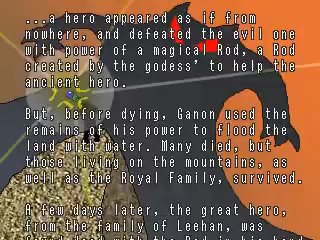 ...a hero appeared as if from
nowhere, and defeated the evil one
with power of a magical Rod, a Rod
created by the godess' to help the
ancient hero.
But, before dying, Ganon used the
remains of his power to flood the
land with water. Many died, but
those living on the mountains, as
well as the Royal Family, survived.
A few days later, the great hero,
from the family of Leehan, was